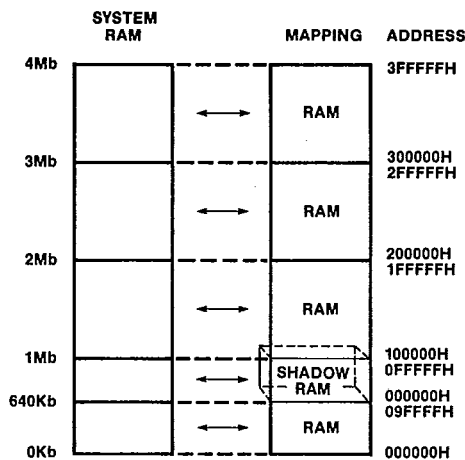 SYSTEM
RAM
MAPPING
ADDRESS
4Mb
3FFFFFH
RAM
3Mb
300000H
2FFFFFH
RAM
2Mb
200000H
1FFFFFH
RAM
1Mb
100000H
0FFFFFH
SHADOW
RAM
640Kb
000000H
09FFFFH
RAM
0Kb
000000H